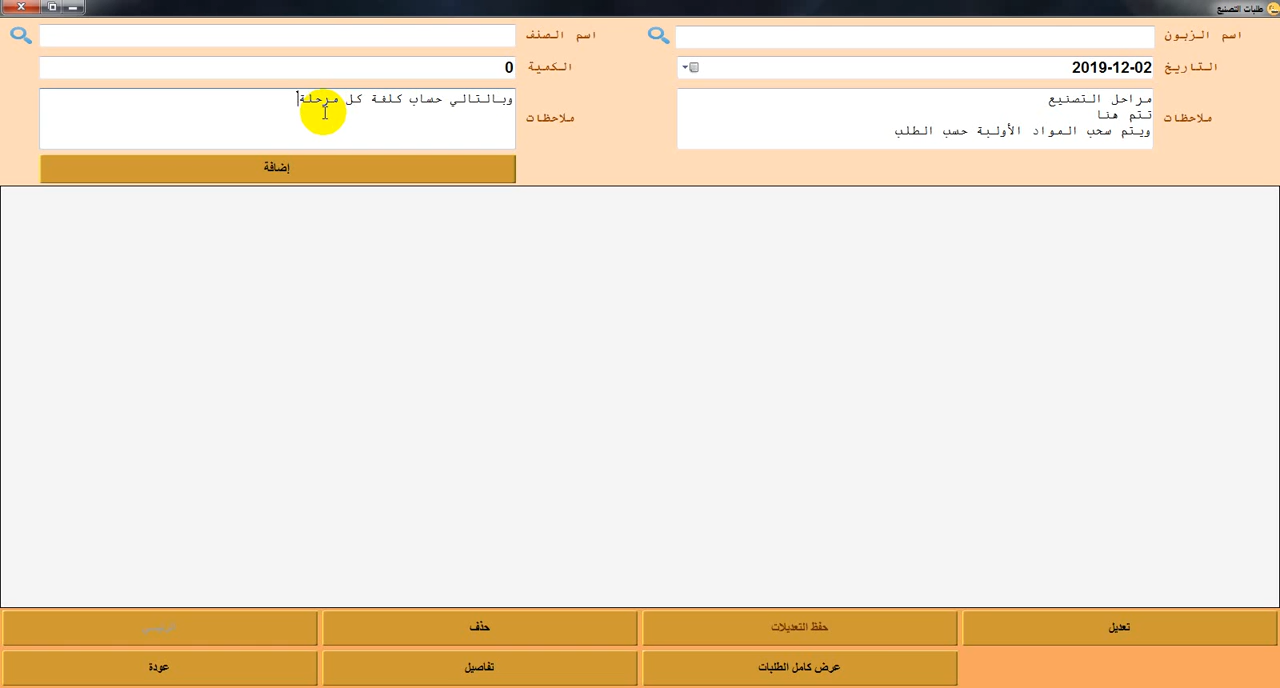 طلبات التصنيع
اسم الزبون
اسم الصنف
التاريخ
2019-12-02
الكمية
0
ملاحظات
مراحل التصنيع
تتم هنا
ويتم سحب المواد الأولية حسب الطلب
ملاحظات
وبالتالي حساب كلفة كل مرحلة
إضافة
تعديل
حفظ التعديلات
حذف
عرض كامل الطلبات
تفاصيل
عودة